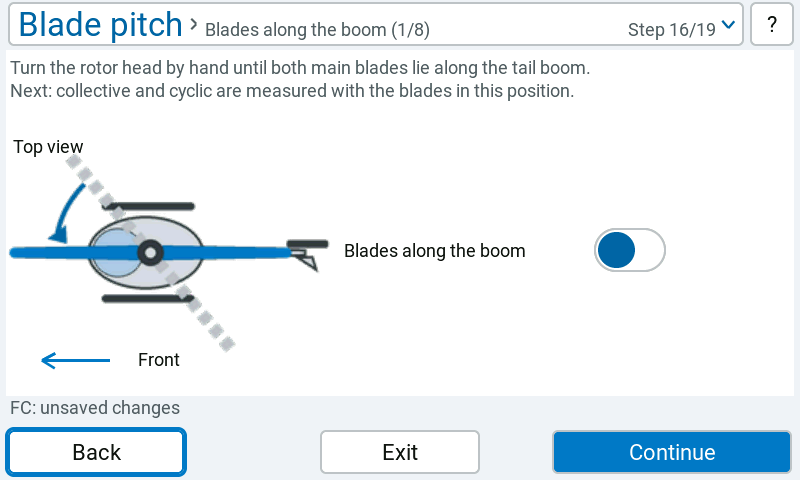 Blade pitch › Blades along the boom (1/8) Step 16/19 ?
Turn the rotor head by hand until both main blades lie along the tail boom.
Next: collective and cyclic are measured with the blades in this position.
Top view
Blades along the boom
Front
FC: unsaved changes
Back Exit Continue